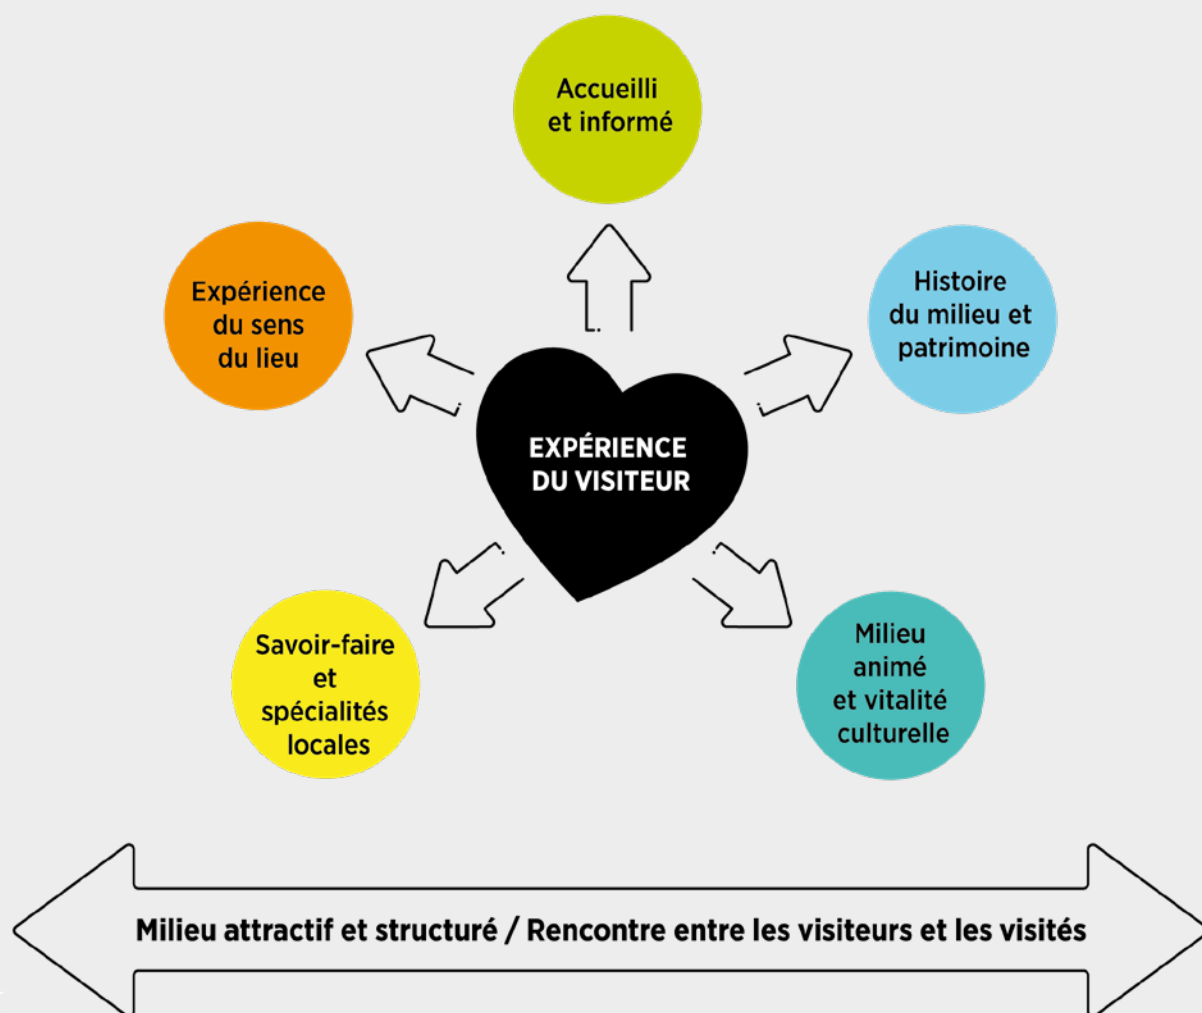 Accueilli
et informé
Expérience
du sens
du lieu
Histoire
du milieu et
patrimoine
EXPÉRIENCE
DU VISITEUR
Savoir-faire
et
spécialités
locales
Milieu
animé
et vitalité
culturelle
Milieu attractif et structuré / Rencontre entre les visiteurs et les visités